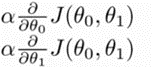 α ∂/∂θ₀ J(θ₀, θ₁)
α ∂/∂θ₁ J(θ₀, θ₁)